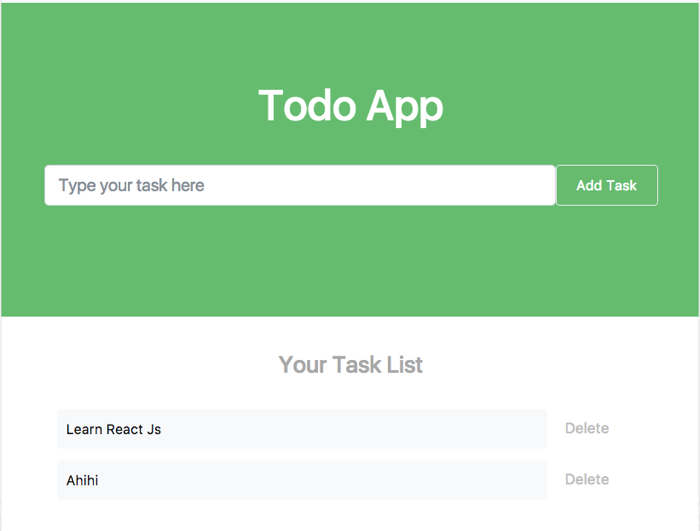 Todo App
Type your task here
Add Task
Your Task List
Learn React Js
Delete
Ahihi
Delete